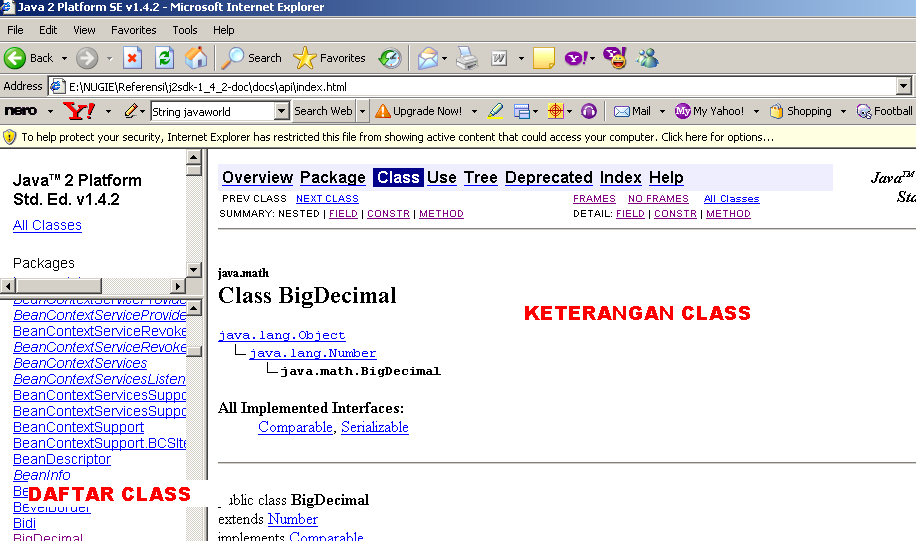 Java 2 Platform SE v1.4.2 - Microsoft Internet Explorer
File Edit View Favorites Tools Help
Back Search Favorites
Address E:\NUGIE\Referensi\j2sdk-1_4_2-doc\docs\api\index.html
nero Y! String javaworld Search Web Upgrade Now! Mail My Yahoo! Shopping Football
To help protect your security, Internet Explorer has restricted this file from showing active content that could access your computer. Click here for options...
Java™ 2 Platform
Std. Ed. v1.4.2
All Classes
Packages
BeanContextServiceProvide
BeanContextServiceProvide
BeanContextServiceRevoke
BeanContextServiceRevoke
BeanContextServices
BeanContextServicesListen
BeanContextServicesSuppo
BeanContextServicesSuppo
BeanContextSupport
BeanContextSupport.BCSIte
BeanDescriptor
BeanInfo
DAFTAR CLASS
BevelBorder
Bidi
BigDecimal
Overview Package Class Use Tree Deprecated Index Help
Java™
PREV CLASS NEXT CLASS
FRAMES NO FRAMES All Classes
SUMMARY: NESTED | FIELD | CONSTR | METHOD
DETAIL: FIELD | CONSTR | METHOD
java.math
Class BigDecimal
KETERANGAN CLASS
java.lang.Object
java.lang.Number
java.math.BigDecimal
All Implemented Interfaces:
Comparable, Serializable
public class BigDecimal
extends Number
implements Comparable